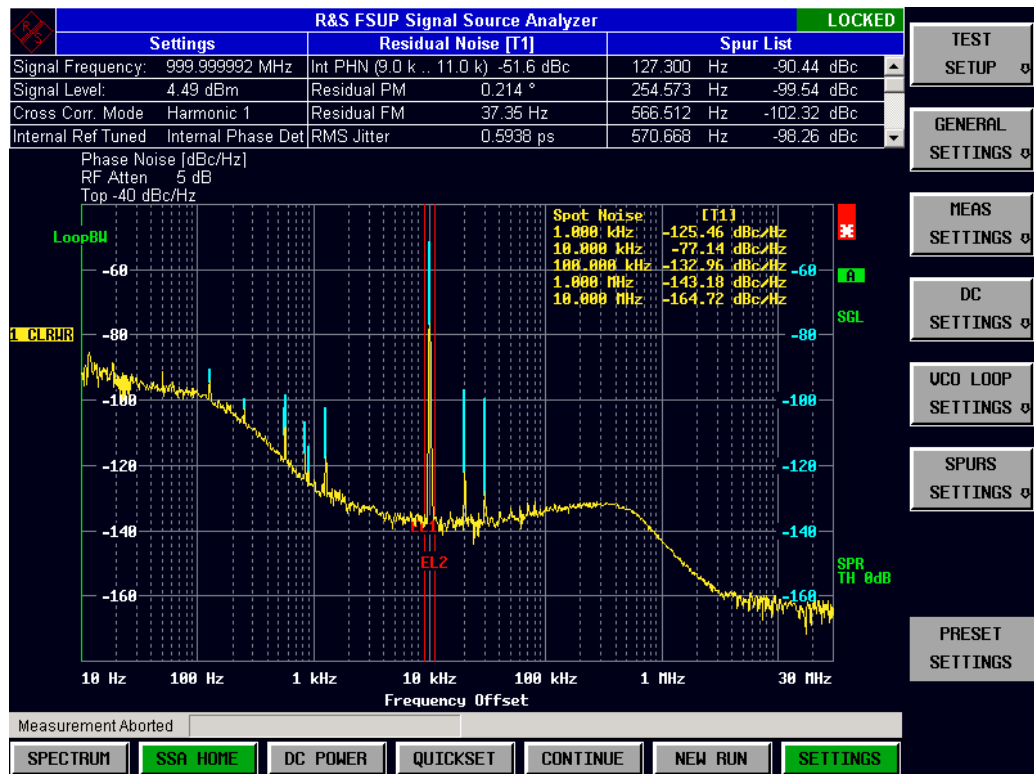 R&S FSUP Signal Source Analyzer LOCKED
R S
Settings Residual Noise [T1] Spur List
Signal Frequency: 999.999992 MHz Int PHN (9.0 k .. 11.0 k) -51.6 dBc 127.300 Hz -90.44 dBc
Signal Level: 4.49 dBm Residual PM 0.214 ° 254.573 Hz -99.54 dBc
Cross Corr. Mode Harmonic 1 Residual FM 37.35 Hz 566.512 Hz -102.32 dBc
Internal Ref Tuned Internal Phase Det RMS Jitter 0.5938 ps 570.668 Hz -98.26 dBc
Phase Noise [dBc/Hz]
RF Atten 5 dB
Top -40 dBc/Hz
Spot Noise [T1]
1.000 kHz -125.46 dBc/Hz
10.000 kHz -77.14 dBc/Hz
100.000 kHz -132.96 dBc/Hz
1.000 MHz -143.18 dBc/Hz
10.000 MHz -164.72 dBc/Hz
LoopBW
-60 -60
A
SGL
1 CLRWR
-80 -80
-100 -100
-120 -120
-140 -140
EL2
SPR
TH 0dB
-160 -160
10 Hz 100 Hz 1 kHz 10 kHz 100 kHz 1 MHz 30 MHz
Frequency Offset
Measurement Aborted
SPECTRUM SSA HOME DC POWER QUICKSET CONTINUE NEW RUN SETTINGS
TEST
SETUP
GENERAL
SETTINGS
MEAS
SETTINGS
DC
SETTINGS
VCO LOOP
SETTINGS
SPURS
SETTINGS
PRESET
SETTINGS